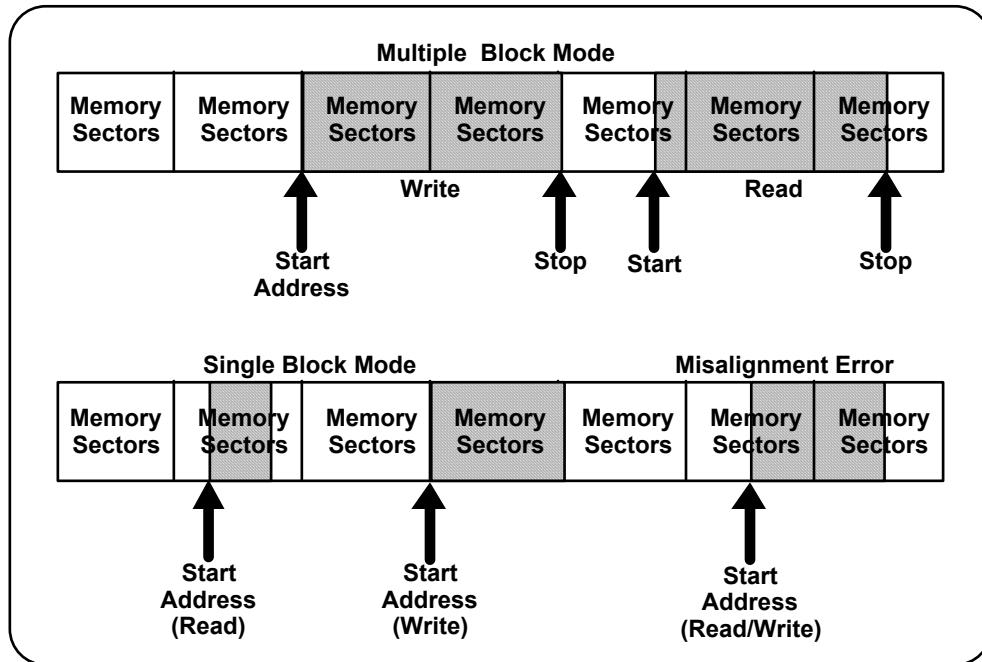 Multiple Block Mode
Memory Memory Memory Memory Memory Memory Memory
Sectors Sectors Sectors Sectors Sectors Sectors Sectors
Write Read
Start Stop Start Stop
Address
Single Block Mode Misalignment Error
Memory Memory Memory Memory Memory Memory Memory
Sectors Sectors Sectors Sectors Sectors Sectors Sectors
Start Start Start
Address Address Address
(Read) (Write) (Read/Write)